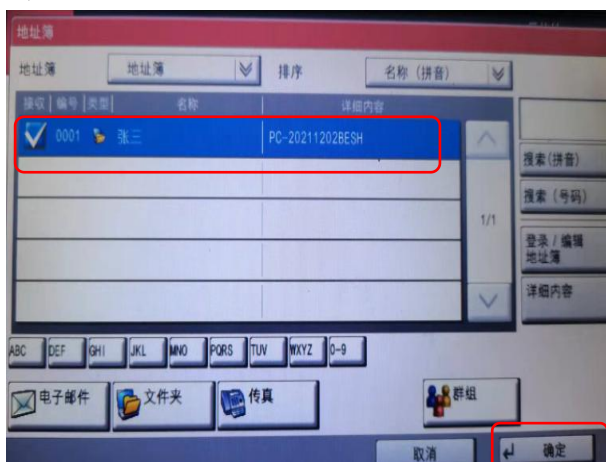 地址簿
地址簿 地址簿 排序 名称（拼音）
接收 编号 类型 名称 详细内容
0001 张三 PC-20211202BESH
搜索(拼音)
搜索（号码）
1/1
登录 / 编辑
地址簿
详细内容
ABC DEF GHI JKL MNO PQRS TUV WXYZ 0-9
电子邮件 文件夹 传真 群组
取消 确定